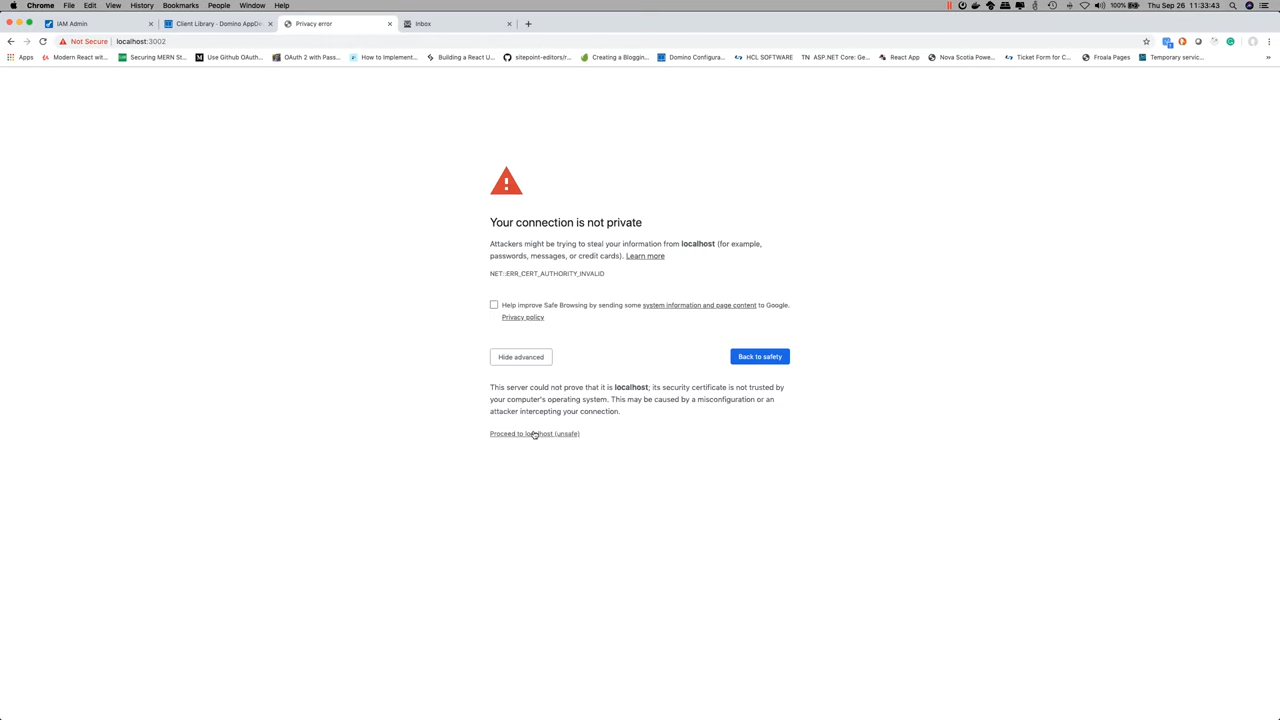 Chrome File Edit View History Bookmarks People Window Help 100% Thu Sep 26 11:33:43
IAM Admin Client Library - Domino AppDe Privacy error Inbox
Not Secure localhost:3002
Apps Modern React wit... Securing MERN St... Use Github OAuth... OAuth 2 with Pass... How to Implement... Building a React U... sitepoint-editors/r... Creating a Bloggin... Domino Configura... HCL SOFTWARE TN ASP.NET Core: Ge... React App Nova Scotia Powe... Ticket Form for C... Froala Pages Temporary servic... »
Your connection is not private
Attackers might be trying to steal your information from localhost (for example,
passwords, messages, or credit cards). Learn more
NET::ERR_CERT_AUTHORITY_INVALID
Help improve Safe Browsing by sending some system information and page content to Google.
Privacy policy
Hide advanced Back to safety
This server could not prove that it is localhost; its security certificate is not trusted by
your computer's operating system. This may be caused by a misconfiguration or an
attacker intercepting your connection.
Proceed to localhost (unsafe)